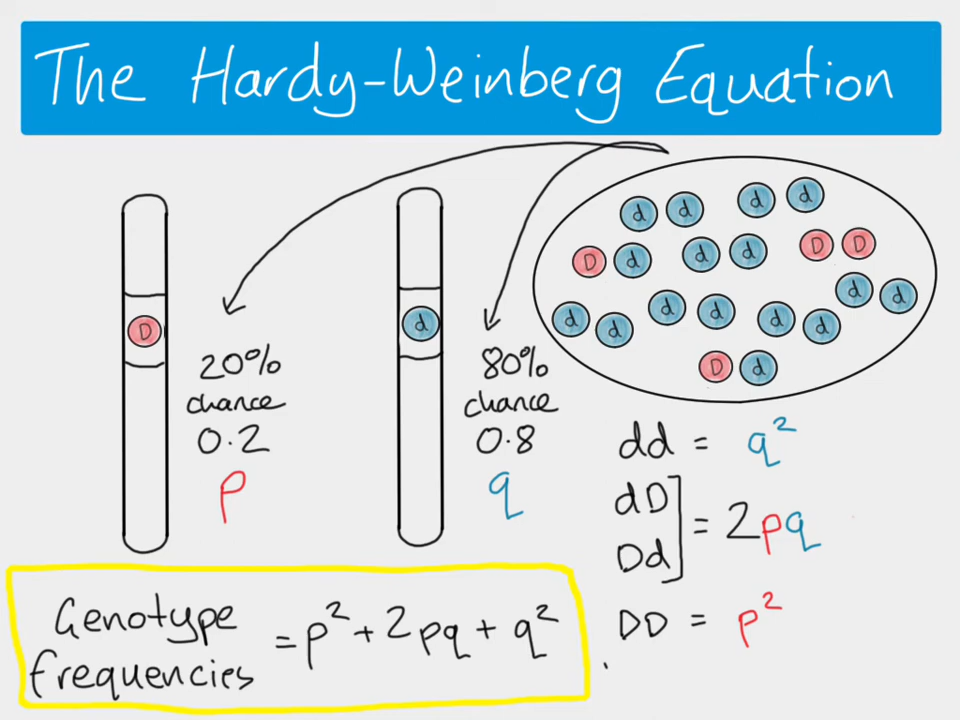 The Hardy-Weinberg Equation
d d d d
D d d d D D
d d d d d d d d
D d
D
20%
chance
0.2
p
d
80%
chance
0.8
q
dd = q²
dD
Dd
= 2pq
DD = p²
Genotype
frequencies
= p² + 2pq + q²